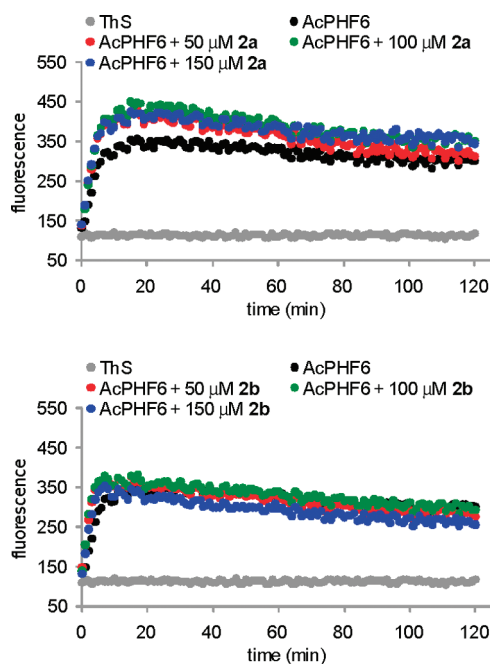 ThS AcPHF6
AcPHF6 + 50 μM 2a AcPHF6 + 100 μM 2a
AcPHF6 + 150 μM 2a
550
450
350
250
150
50
fluorescence
0 20 40 60 80 100 120
time (min)
ThS AcPHF6
AcPHF6 + 50 μM 2b AcPHF6 + 100 μM 2b
AcPHF6 + 150 μM 2b
550
450
350
250
150
50
fluorescence
0 20 40 60 80 100 120
time (min)